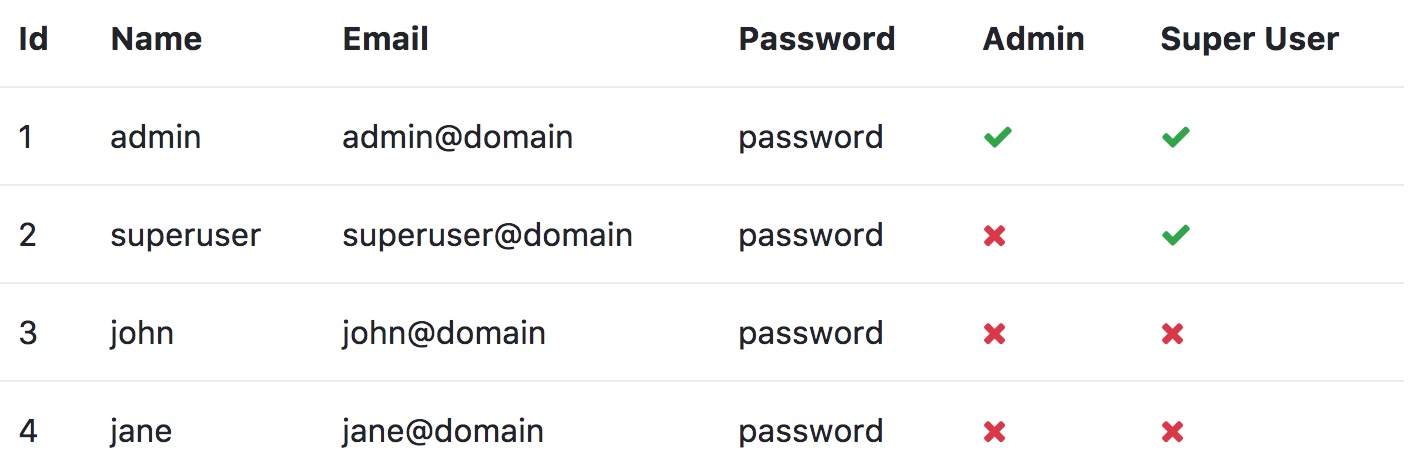 Id Name Email Password Admin Super User
1 admin admin@domain password
2 superuser superuser@domain password
3 john john@domain password
4 jane jane@domain password